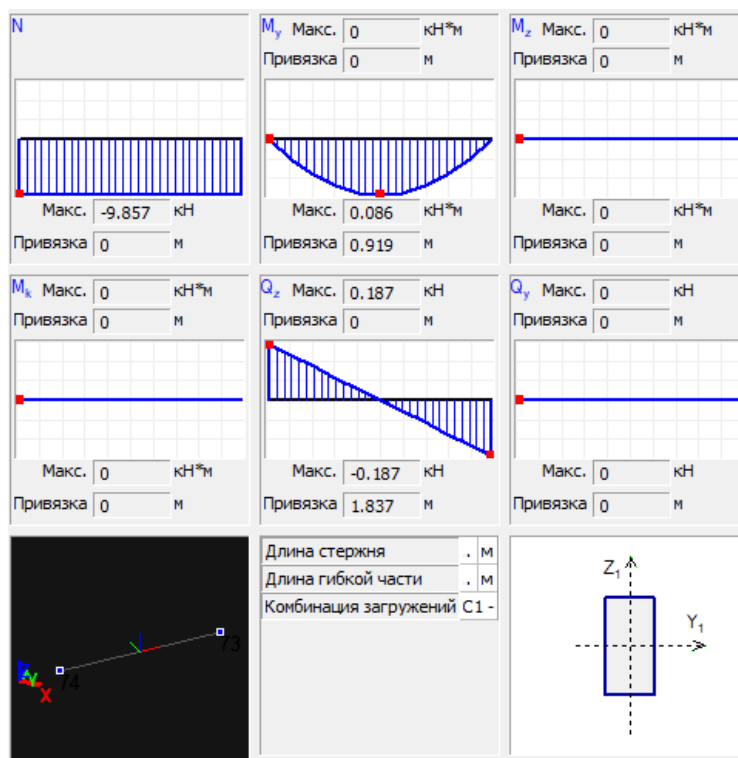 N
Макс. -9.857 кН
Привязка 0 м
My Макс. 0 кН*м
Привязка 0 м
Макс. 0.086 кН*м
Привязка 0.919 м
Mz Макс. 0 кН*м
Привязка 0 м
Макс. 0 кН*м
Привязка 0 м
Mk Макс. 0 кН*м
Привязка 0 м
Макс. 0 кН*м
Привязка 0 м
Qz Макс. 0.187 кН
Привязка 0 м
Макс. -0.187 кН
Привязка 1.837 м
Qy Макс. 0 кН
Привязка 0 м
Макс. 0 кН
Привязка 0 м
73
74
Y
X
Длина стержня . м
Длина гибкой части . м
Комбинация загружений C1 -
Z1
Y1